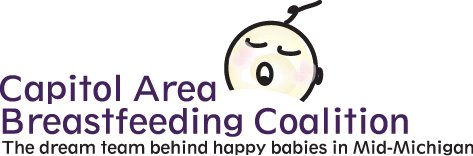 Capitol Area
Breastfeeding Coalition
The dream team behind happy babies in Mid-Michigan